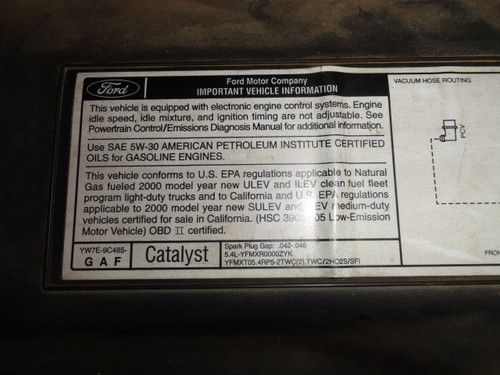 Ford
Ford Motor Company
IMPORTANT VEHICLE INFORMATION
This vehicle is equipped with electronic engine control systems. Engine
idle speed, idle mixture, and ignition timing are not adjustable. See
Powertrain Control/Emissions Diagnosis Manual for additional information.
Use SAE 5W-30 AMERICAN PETROLEUM INSTITUTE CERTIFIED
OILS for GASOLINE ENGINES.
This vehicle conforms to U.S. EPA regulations applicable to Natural
Gas fueled 2000 model year new ULEV and ILEV clean fuel fleet
program light-duty trucks and to California and U.S. EPA regulations
applicable to 2000 model year new SULEV and ILEV medium-duty
vehicles certified for sale in California. (HSC 3903 05 Low-Emission
Motor Vehicle) OBD II certified.
YW7E-9C485-
G A F
Catalyst
Spark Plug Gap: .042-.046
5.4L-YFMXR0000ZYK
YFMXT05.4RP5-2TWC(2),TWC/2HO2S/SFI
VACUUM HOSE ROUTING
PCV
FRON